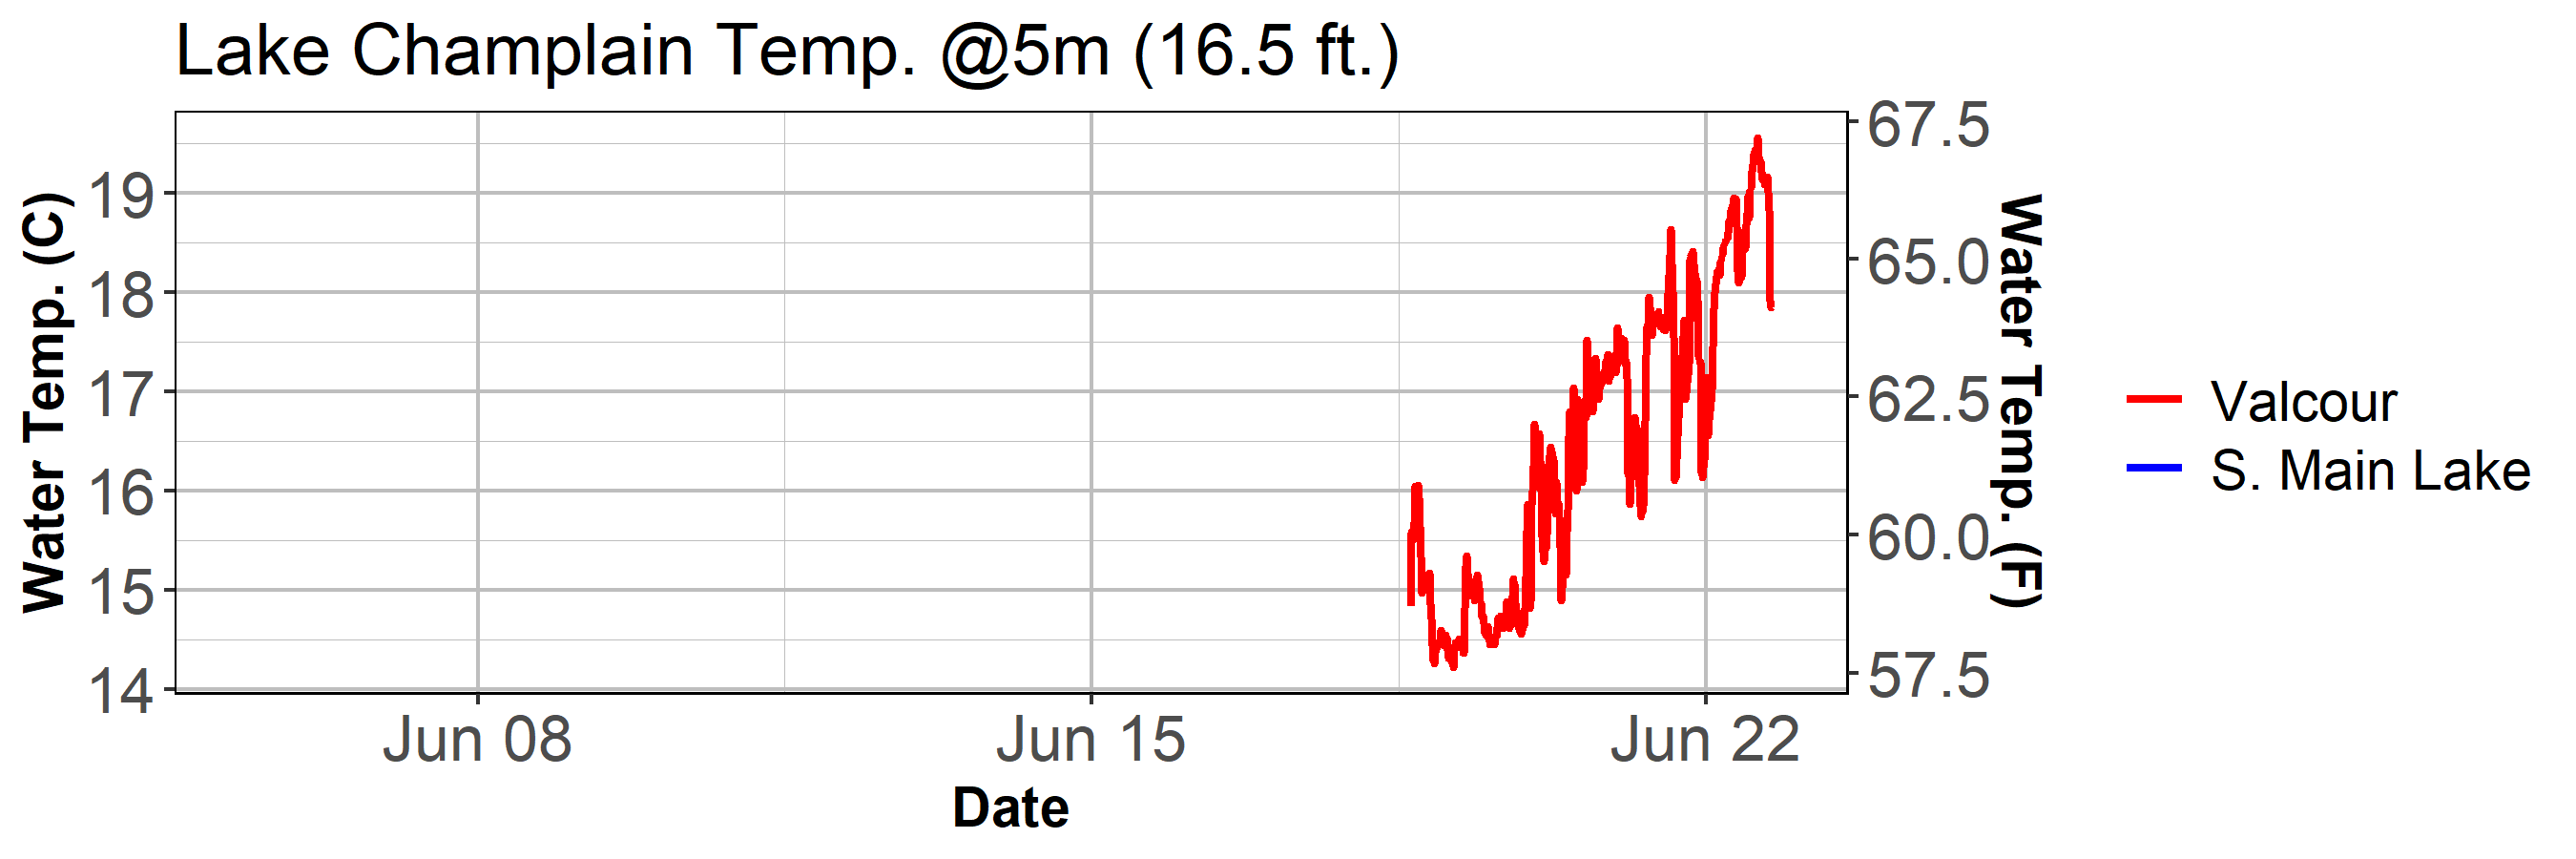 Lake Champlain Temp. @5m (16.5 ft.)
Water Temp. (C)
19
18
17
16
15
14
67.5
65.0
62.5
60.0
57.5
Water Temp. (F)
Jun 08
Jun 15
Jun 22
Date
Valcour
S. Main Lake